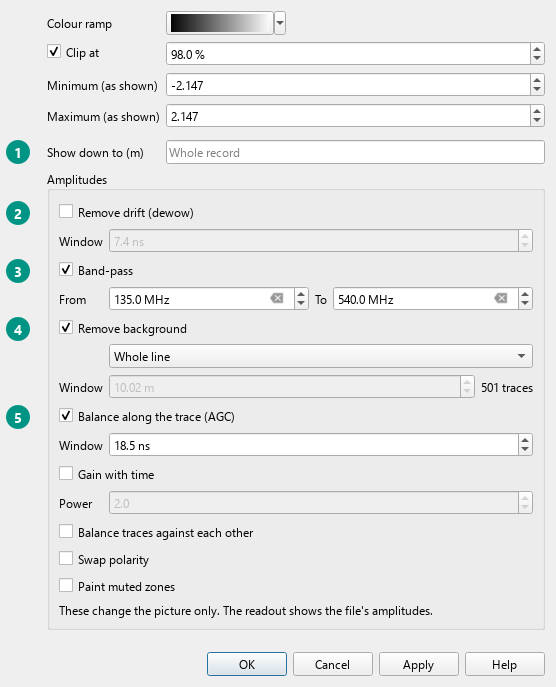 Colour ramp
Clip at 98.0 %
Minimum (as shown) -2.147
Maximum (as shown) 2.147
1 Show down to (m) Whole record
Amplitudes
2 Remove drift (dewow)
Window 7.4 ns
3 Band-pass
From 135.0 MHz To 540.0 MHz
4 Remove background
Whole line
Window 10.02 m 501 traces
5 Balance along the trace (AGC)
Window 18.5 ns
Gain with time
Power 2.0
Balance traces against each other
Swap polarity
Paint muted zones
These change the picture only. The readout shows the file's amplitudes.
OK Cancel Apply Help